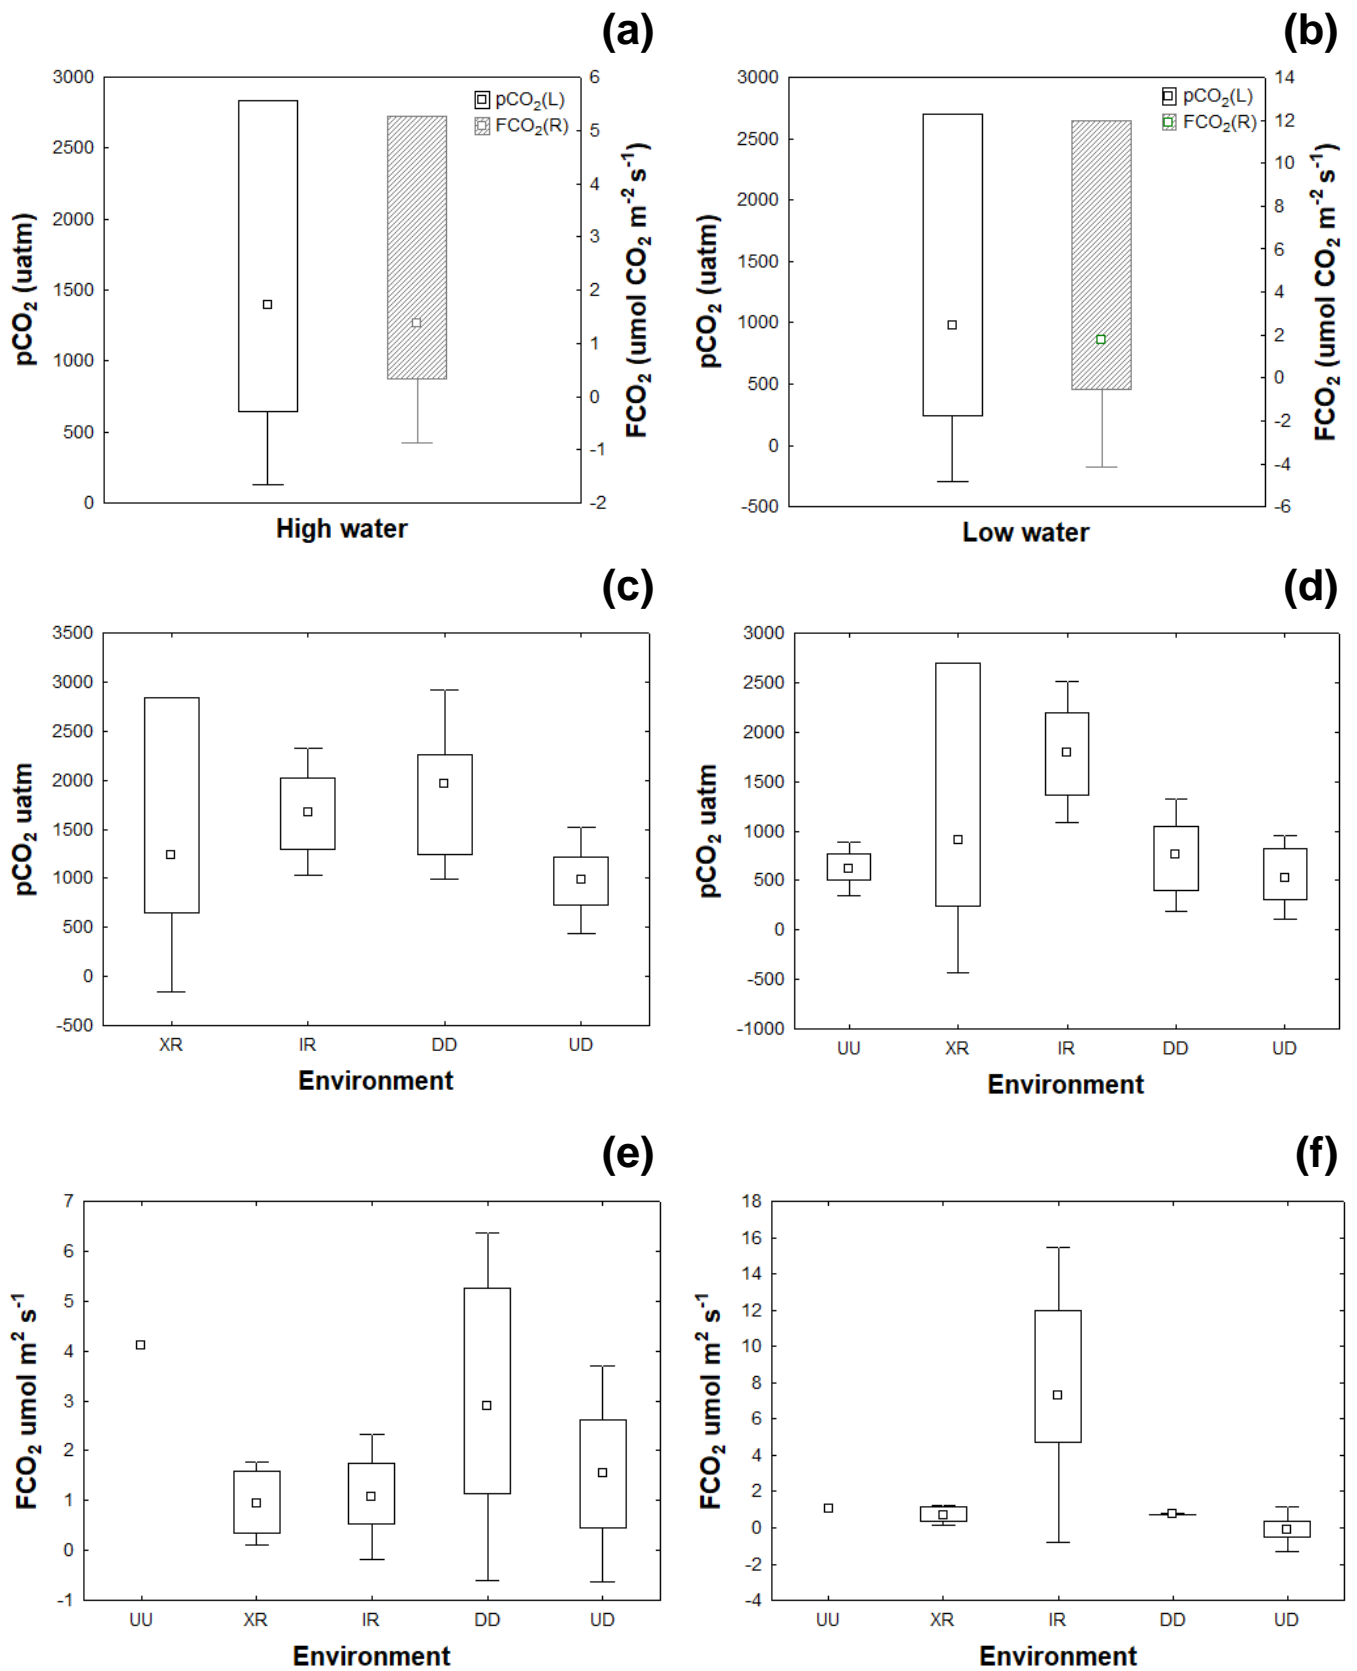 (a)
3000
2500
2000
1500
1000
500
0
pCO2 (uatm)
6
5
4
3
2
1
0
-1
-2
FCO2 (umol CO2 m-2 s-1)
pCO2(L)
FCO2(R)
High water
(b)
3000
2500
2000
1500
1000
500
0
-500
pCO2 (uatm)
14
12
10
8
6
4
2
0
-2
-4
-6
FCO2 (umol CO2 m-2 s-1)
pCO2(L)
FCO2(R)
Low water
(c)
3500
3000
2500
2000
1500
1000
500
0
-500
pCO2 uatm
XR IR DD UD
Environment
(d)
3000
2500
2000
1500
1000
500
0
-500
-1000
pCO2 uatm
UU XR IR DD UD
Environment
(e)
7
6
5
4
3
2
1
0
-1
FCO2 umol m2 s-1
UU XR IR DD UD
Environment
(f)
18
16
14
12
10
8
6
4
2
0
-2
-4
FCO2 umol m2 s-1
UU XR IR DD UD
Environment